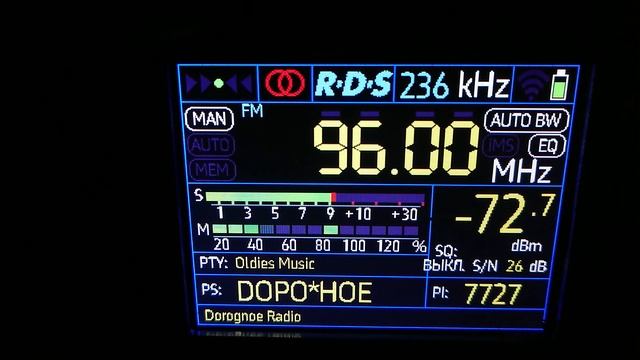 R·D·S 236 kHz
MAN FM 96.00 AUTO BW
AUTO IMS EQ
MEM MHz
S 1 3 5 7 9 +10 +30 -72.7 dBm
M 20 40 60 80 100 120 % SQ: ВЫКЛ S/N 26 dB
PTY: Oldies Music
PS: DOPO*HOE PI: 7727
Dorognoe Radio